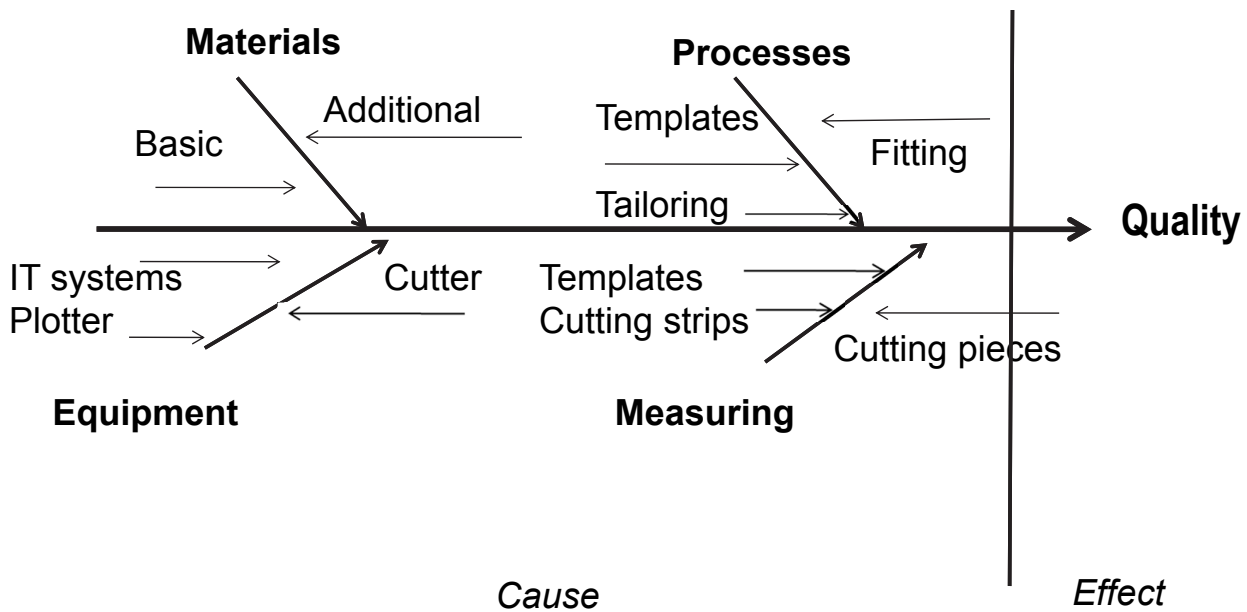 Materials
Processes
Additional
Templates
Basic
Fitting
Tailoring
Quality
IT systems
Cutter
Templates
Plotter
Cutting strips
Cutting pieces
Equipment
Measuring
Cause
Effect